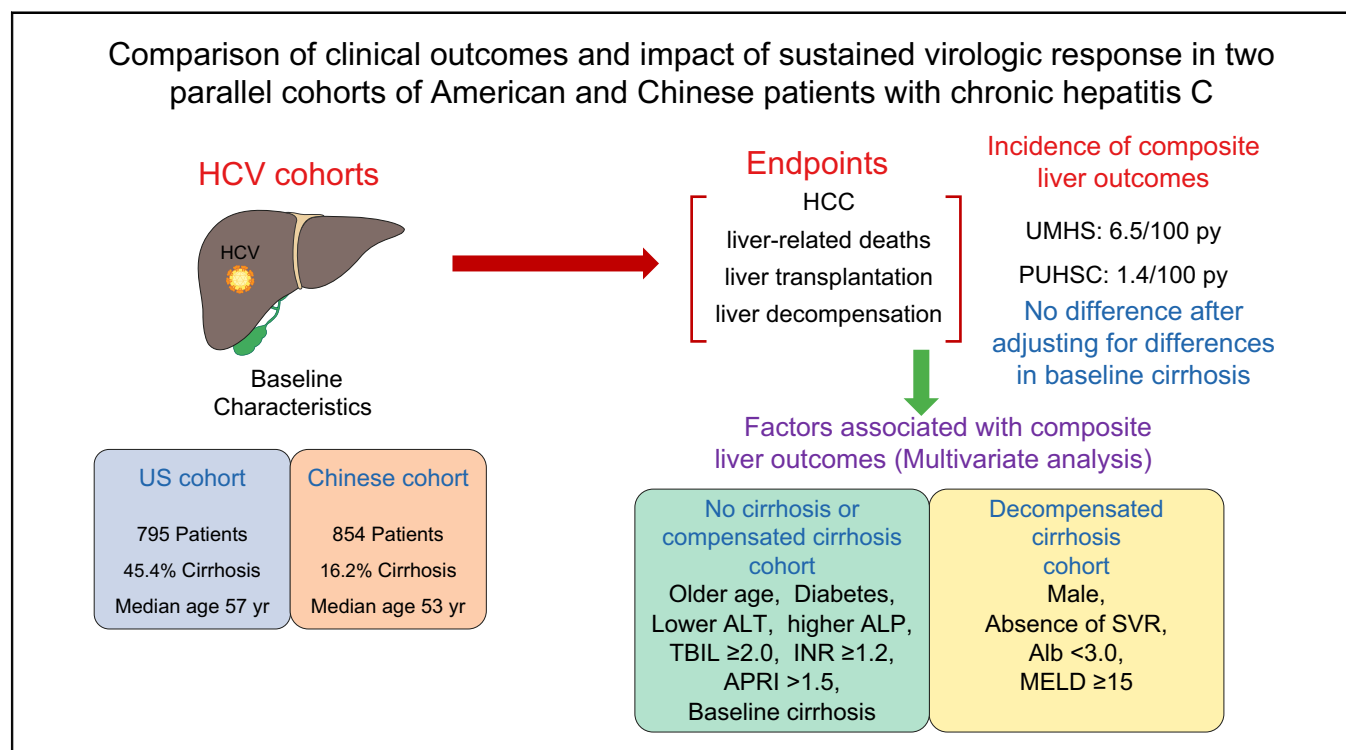 Comparison of clinical outcomes and impact of sustained virologic response in two
parallel cohorts of American and Chinese patients with chronic hepatitis C
HCV cohorts
HCV
Baseline
Characteristics
US cohort
795 Patients
45.4% Cirrhosis
Median age 57 yr
Chinese cohort
854 Patients
16.2% Cirrhosis
Median age 53 yr
Endpoints
HCC
liver-related deaths
liver transplantation
liver decompensation
Incidence of composite
liver outcomes
UMHS: 6.5/100 py
PUHSC: 1.4/100 py
No difference after
adjusting for differences
in baseline cirrhosis
Factors associated with composite
liver outcomes (Multivariate analysis)
No cirrhosis or
compensated cirrhosis
cohort
Older age, Diabetes,
Lower ALT, higher ALP,
TBIL ≥2.0, INR ≥1.2,
APRI >1.5,
Baseline cirrhosis
Decompensated
cirrhosis
cohort
Male,
Absence of SVR,
Alb <3.0,
MELD ≥15